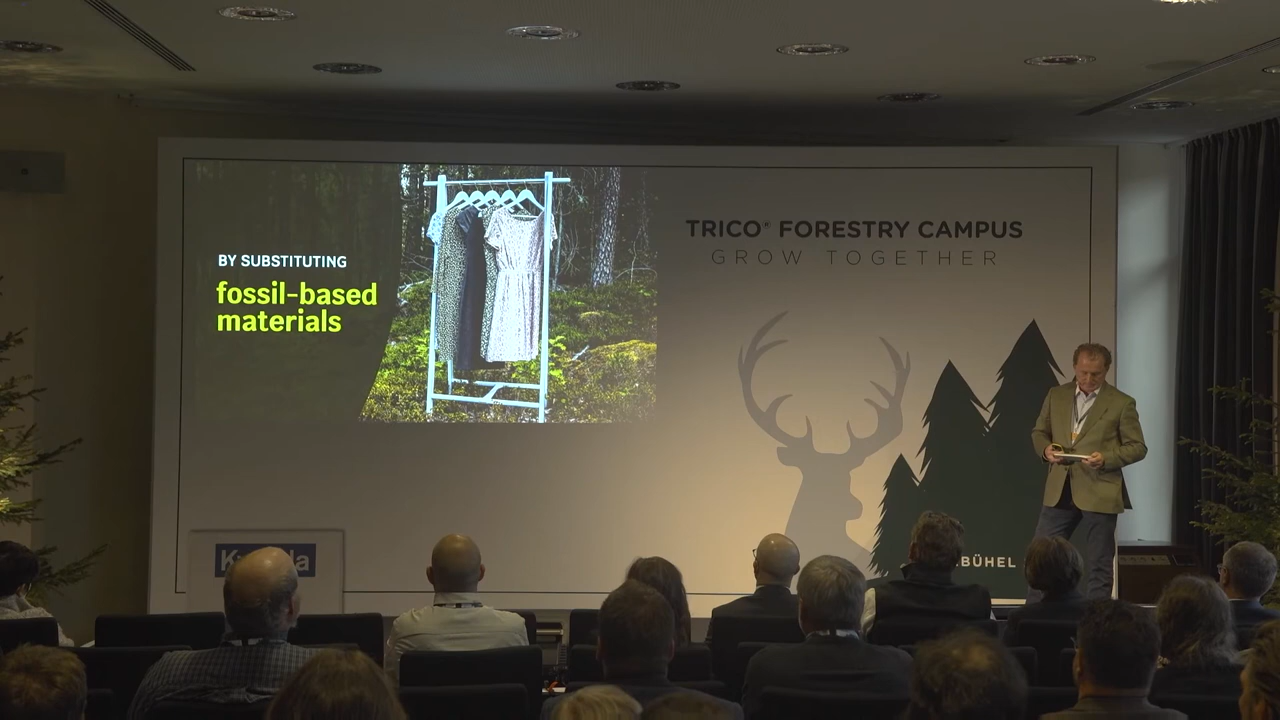 BY SUBSTITUTING
fossil-based
materials
TRICO® FORESTRY CAMPUS
GROW TOGETHER